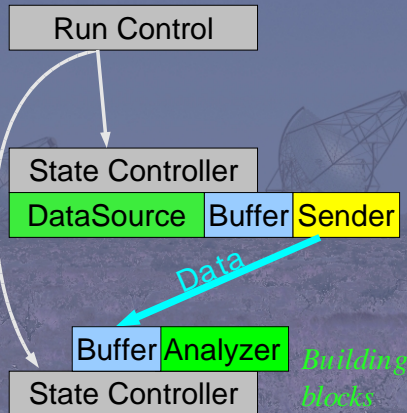 Run Control
State Controller
DataSource Buffer Sender
Data
Buffer Analyzer
Building
blocks
State Controller